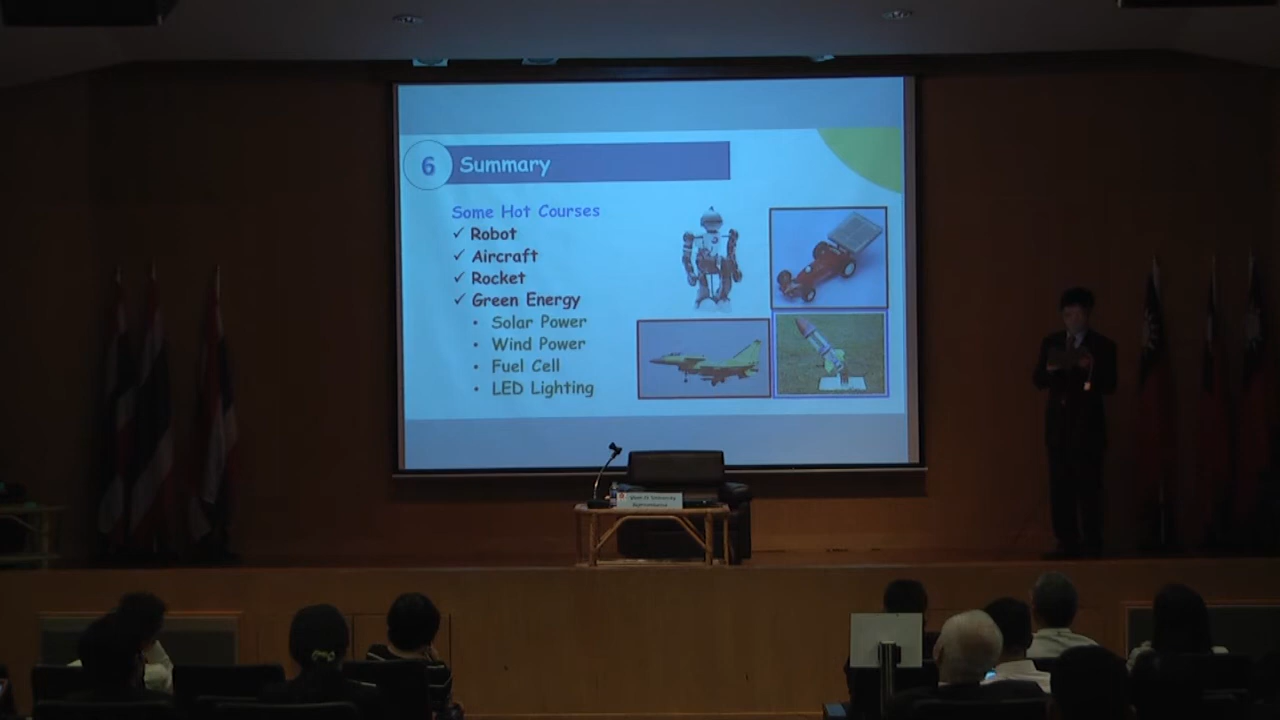 6 Summary
Some Hot Courses
✓ Robot
✓ Aircraft
✓ Rocket
✓ Green Energy
• Solar Power
• Wind Power
• Fuel Cell
• LED Lighting